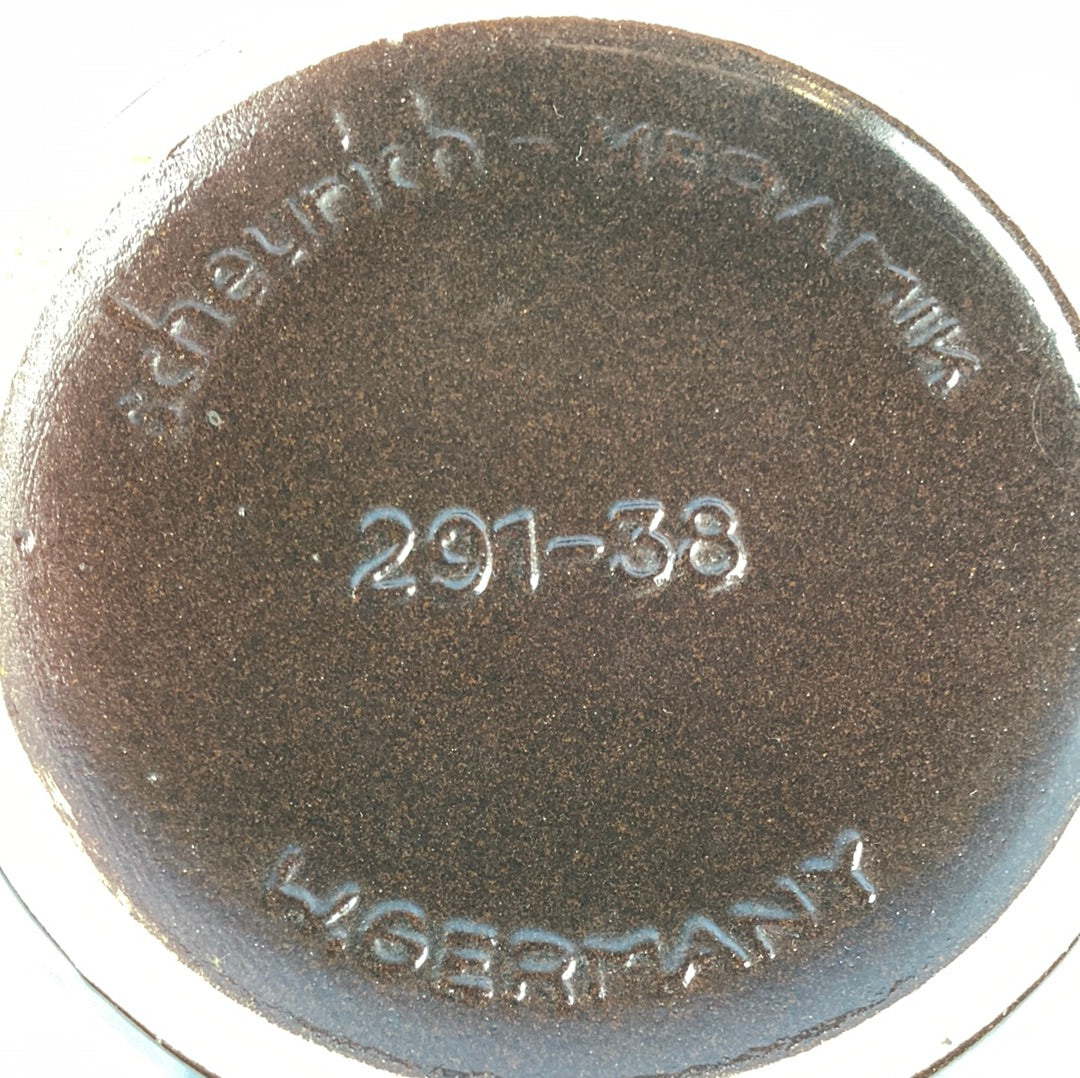 scheurich - KERAMIK
291-38
W.GERMANY